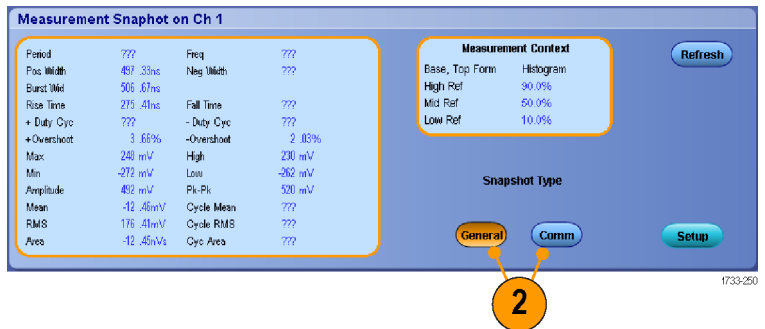 Measurement Snaphot on Ch 1
Period ??? Freq ???
Pos Width 497 .33ns Neg Width ???
Burst Wid 506 .67ns
Rise Time 275 .41ns Fall Time ???
+ Duty Cyc ??? - Duty Cyc ???
+Overshoot 3 .66% -Overshoot 2 .03%
Max 248 mV High 230 mV
Min -272 mV Low -262 mV
Amplitude 492 mV Pk-Pk 520 mV
Mean -12 .46mV Cycle Mean ???
RMS 176 .41mV Cycle RMS ???
Area -12 .45nVs Cyc Area ???
Measurement Context
Base, Top Form Histogram
High Ref 90.0%
Mid Ref 50.0%
Low Ref 10.0%
Refresh
Snapshot Type
General Comm
Setup
2
1733-250